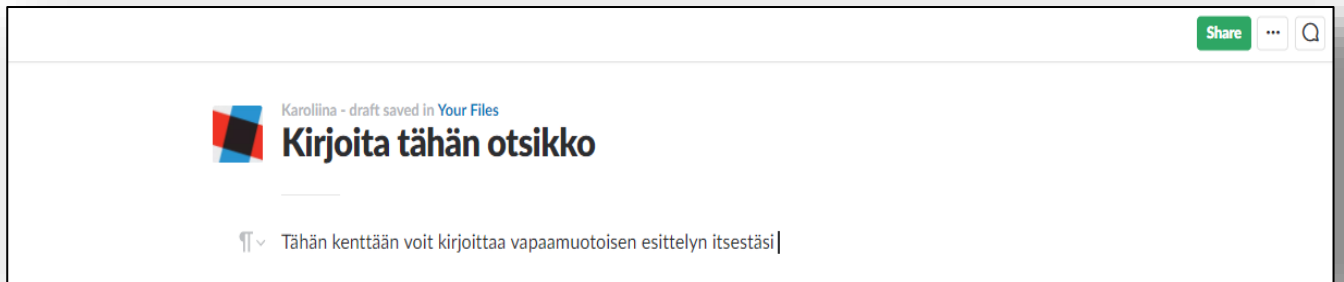 Share
Karoliina - draft saved in Your Files
Kirjoita tähän otsikko
Tähän kenttään voit kirjoittaa vapaamuotoisen esittelyn itsestäsi